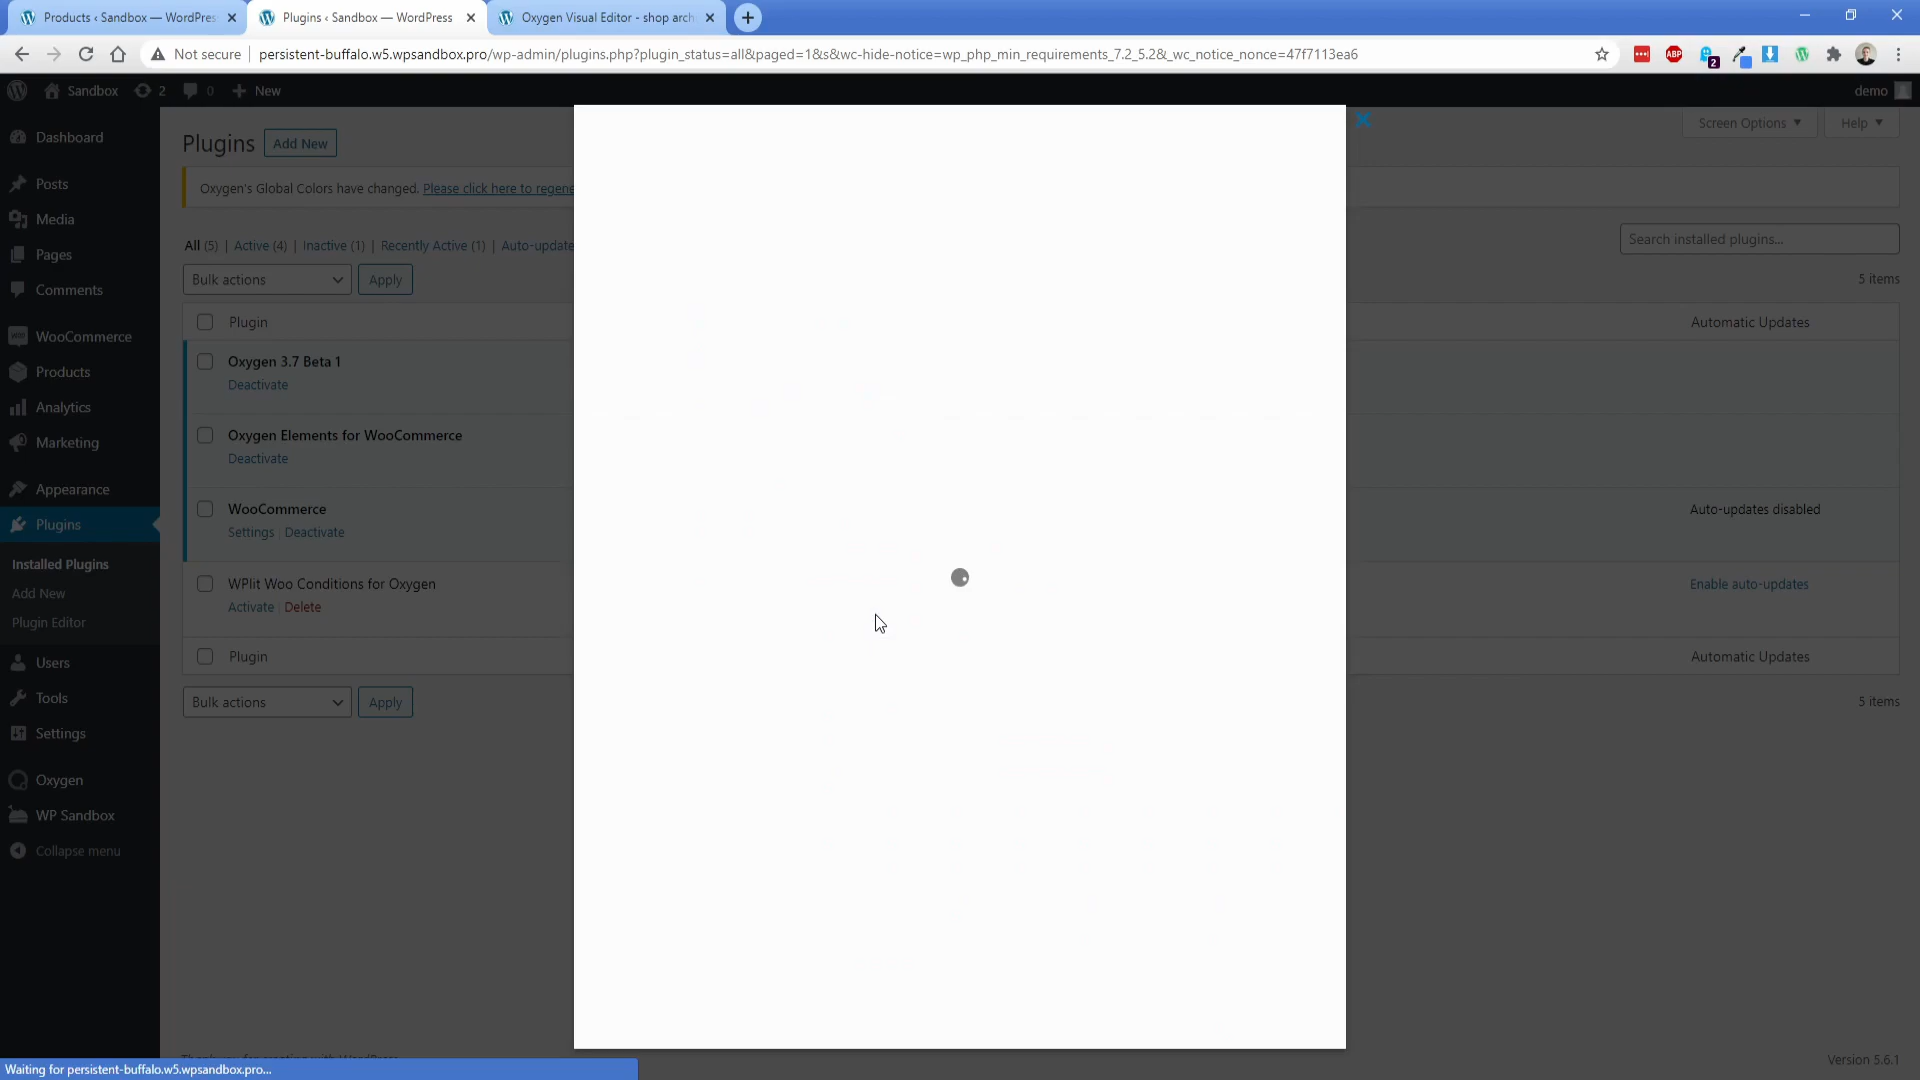 Products ‹ Sandbox — WordPres
Plugins ‹ Sandbox — WordPress
Oxygen Visual Editor - shop arch
Not secure
persistent-buffalo.w5.wpsandbox.pro/wp-admin/plugins.php?plugin_status=all&paged=1&s&wc-hide-notice=wp_php_min_requirements_7.2_5.2&_wc_notice_nonce=47f7113ea6
ABP
2
Sandbox
2
0
New
demo
Dashboard
Posts
Media
Pages
Comments
WooCommerce
Products
Analytics
Marketing
Appearance
Plugins
Installed Plugins
Add New
Plugin Editor
Users
Tools
Settings
Oxygen
WP Sandbox
Collapse menu
Plugins
Add New
Screen Options
Help
Oxygen's Global Colors have changed. Please click here to regene
All (5) | Active (4) | Inactive (1) | Recently Active (1) | Auto-update
Search installed plugins...
Bulk actions
Apply
5 items
Plugin
Automatic Updates
Oxygen 3.7 Beta 1
Deactivate
Oxygen Elements for WooCommerce
Deactivate
WooCommerce
Auto-updates disabled
Settings | Deactivate
WPlit Woo Conditions for Oxygen
Enable auto-updates
Activate | Delete
Plugin
Automatic Updates
Bulk actions
Apply
5 items
Version 5.6.1
Waiting for persistent-buffalo.w5.wpsandbox.pro...